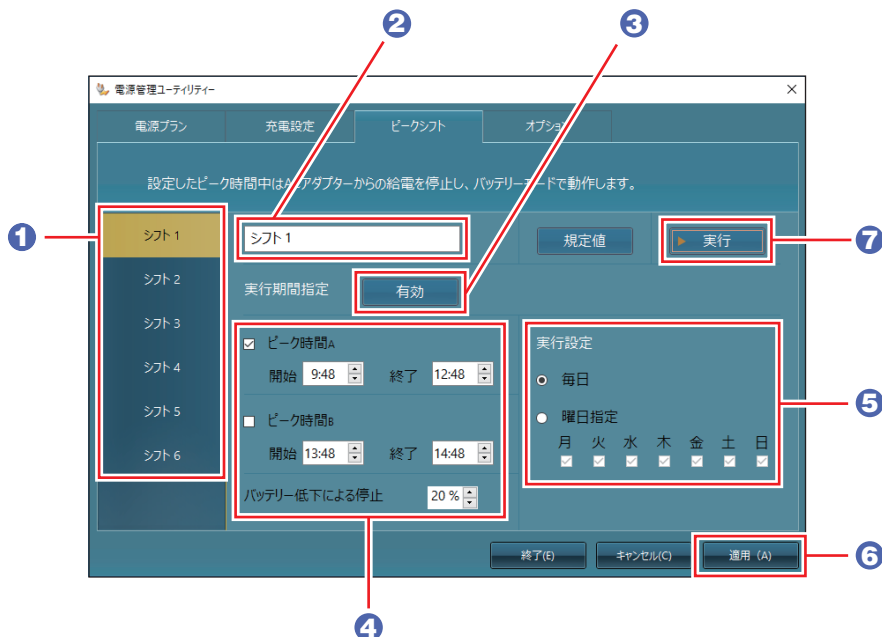 2 3
電源管理ユーティリティー
電源プラン 充電設定 ピークシフト オプション
設定したピーク時間中はACアダプターからの給電を停止し、バッテリーモードで動作します。
1 シフト 1 シフト 1 規定値 実行 7
シフト 2
実行期間指定 有効
シフト 3
ピーク時間A 実行設定
シフト 4 開始 9:48 終了 12:48 毎日
シフト 5 ピーク時間B 曜日指定 5
シフト 6 開始 13:48 終了 14:48 月 火 水 木 金 土 日
バッテリー低下による停止 20 %
終了(E) キャンセル(C)適用 (A) 6
4